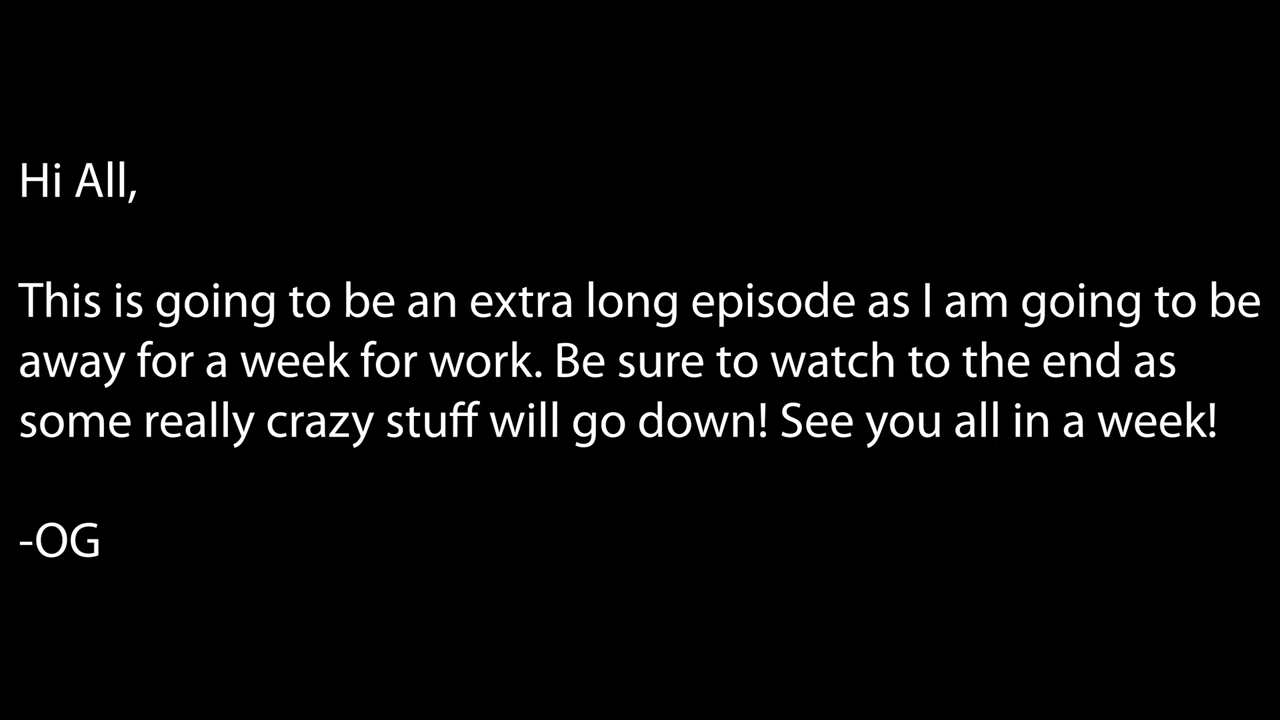 Hi All,
This is going to be an extra long episode as I am going to be
away for a week for work. Be sure to watch to the end as
some really crazy stuff will go down! See you all in a week!
-OG